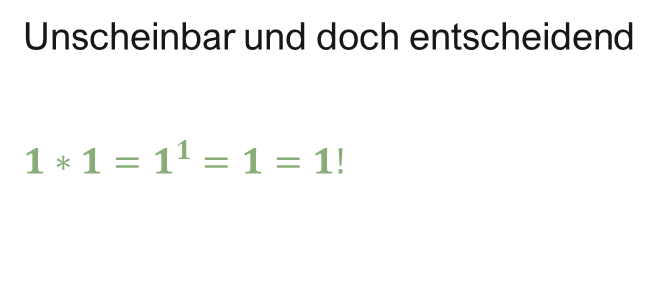 Unscheinbar und doch entscheidend
1 ∗ 1 = 1¹ = 1 = 1!